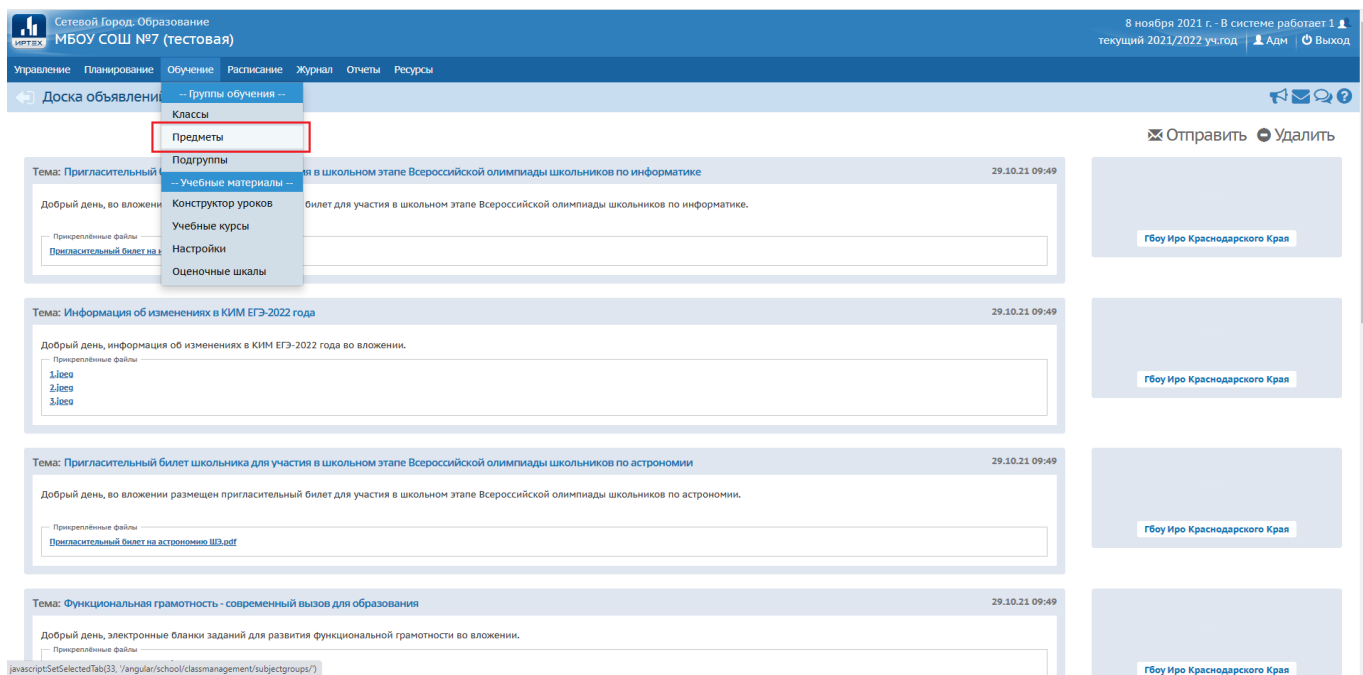 ИРТЕХ
Сетевой Город. Образование
МБОУ СОШ №7 (тестовая)
8 ноября 2021 г. - В системе работает 1
текущий 2021/2022 уч.год Адм Выход
Управление Планирование Обучение Расписание Журнал Отчеты Ресурсы
Доска объявлений
-- Группы обучения --
Классы
Предметы
Подгруппы
-- Учебные материалы --
Конструктор уроков
Учебные курсы
Настройки
Оценочные шкалы
Отправить Удалить
Тема: Пригласительный в школьном этапе Всероссийской олимпиады школьников по информатике 29.10.21 09:49
Добрый день, во вложени билет для участия в школьном этапе Всероссийской олимпиады школьников по информатике.
Прикреплённые файлы
Пригласительный билет на
Гбоу Иро Краснодарского Края
Тема: Информация об изменениях в КИМ ЕГЭ-2022 года 29.10.21 09:49
Добрый день, информация об изменениях в КИМ ЕГЭ-2022 года во вложении.
Прикреплённые файлы
1.jpeg
2.jpeg
3.jpeg
Гбоу Иро Краснодарского Края
Тема: Пригласительный билет школьника для участия в школьном этапе Всероссийской олимпиады школьников по астрономии 29.10.21 09:49
Добрый день, во вложении размещен пригласительный билет для участия в школьном этапе Всероссийской олимпиады школьников по астрономии.
Прикреплённые файлы
Пригласительный билет на астрономию ШЭ.pdf
Гбоу Иро Краснодарского Края
Тема: Функциональная грамотность - современный вызов для образования 29.10.21 09:49
Добрый день, электронные бланки заданий для развития функциональной грамотности во вложении.
Прикреплённые файлы
Гбоу Иро Краснодарского Края
javascript:SetSelectedTab(33, '/angular/school/classmanagement/subjectgroups/')